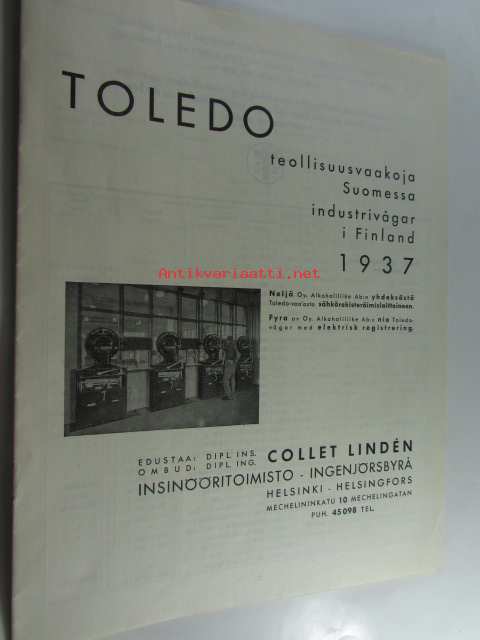 TOLEDO
teollisuusvaakoja
Suomessa
industrivågar
i Finland
1937
Antikvariaatti.net
Neljä Oy. Alkoholiliike Ab:n yhdeksästä
Toledo-vaa'asta sähkörekisteröimislaittoineen.
Fyra av Oy. Alkoholiliike Ab:s nio Toledo-
vågar med elektrisk registrering.
EDUSTAA: DIPL. INS.
OMBUD: DIPL. ING.
COLLET LINDÉN
INSINÖÖRITOIMISTO - INGENJÖRSBYRÅ
HELSINKI - HELSINGFORS
MECHELININKATU 10 MECHELINGATAN
PUH. 45098 TEL.